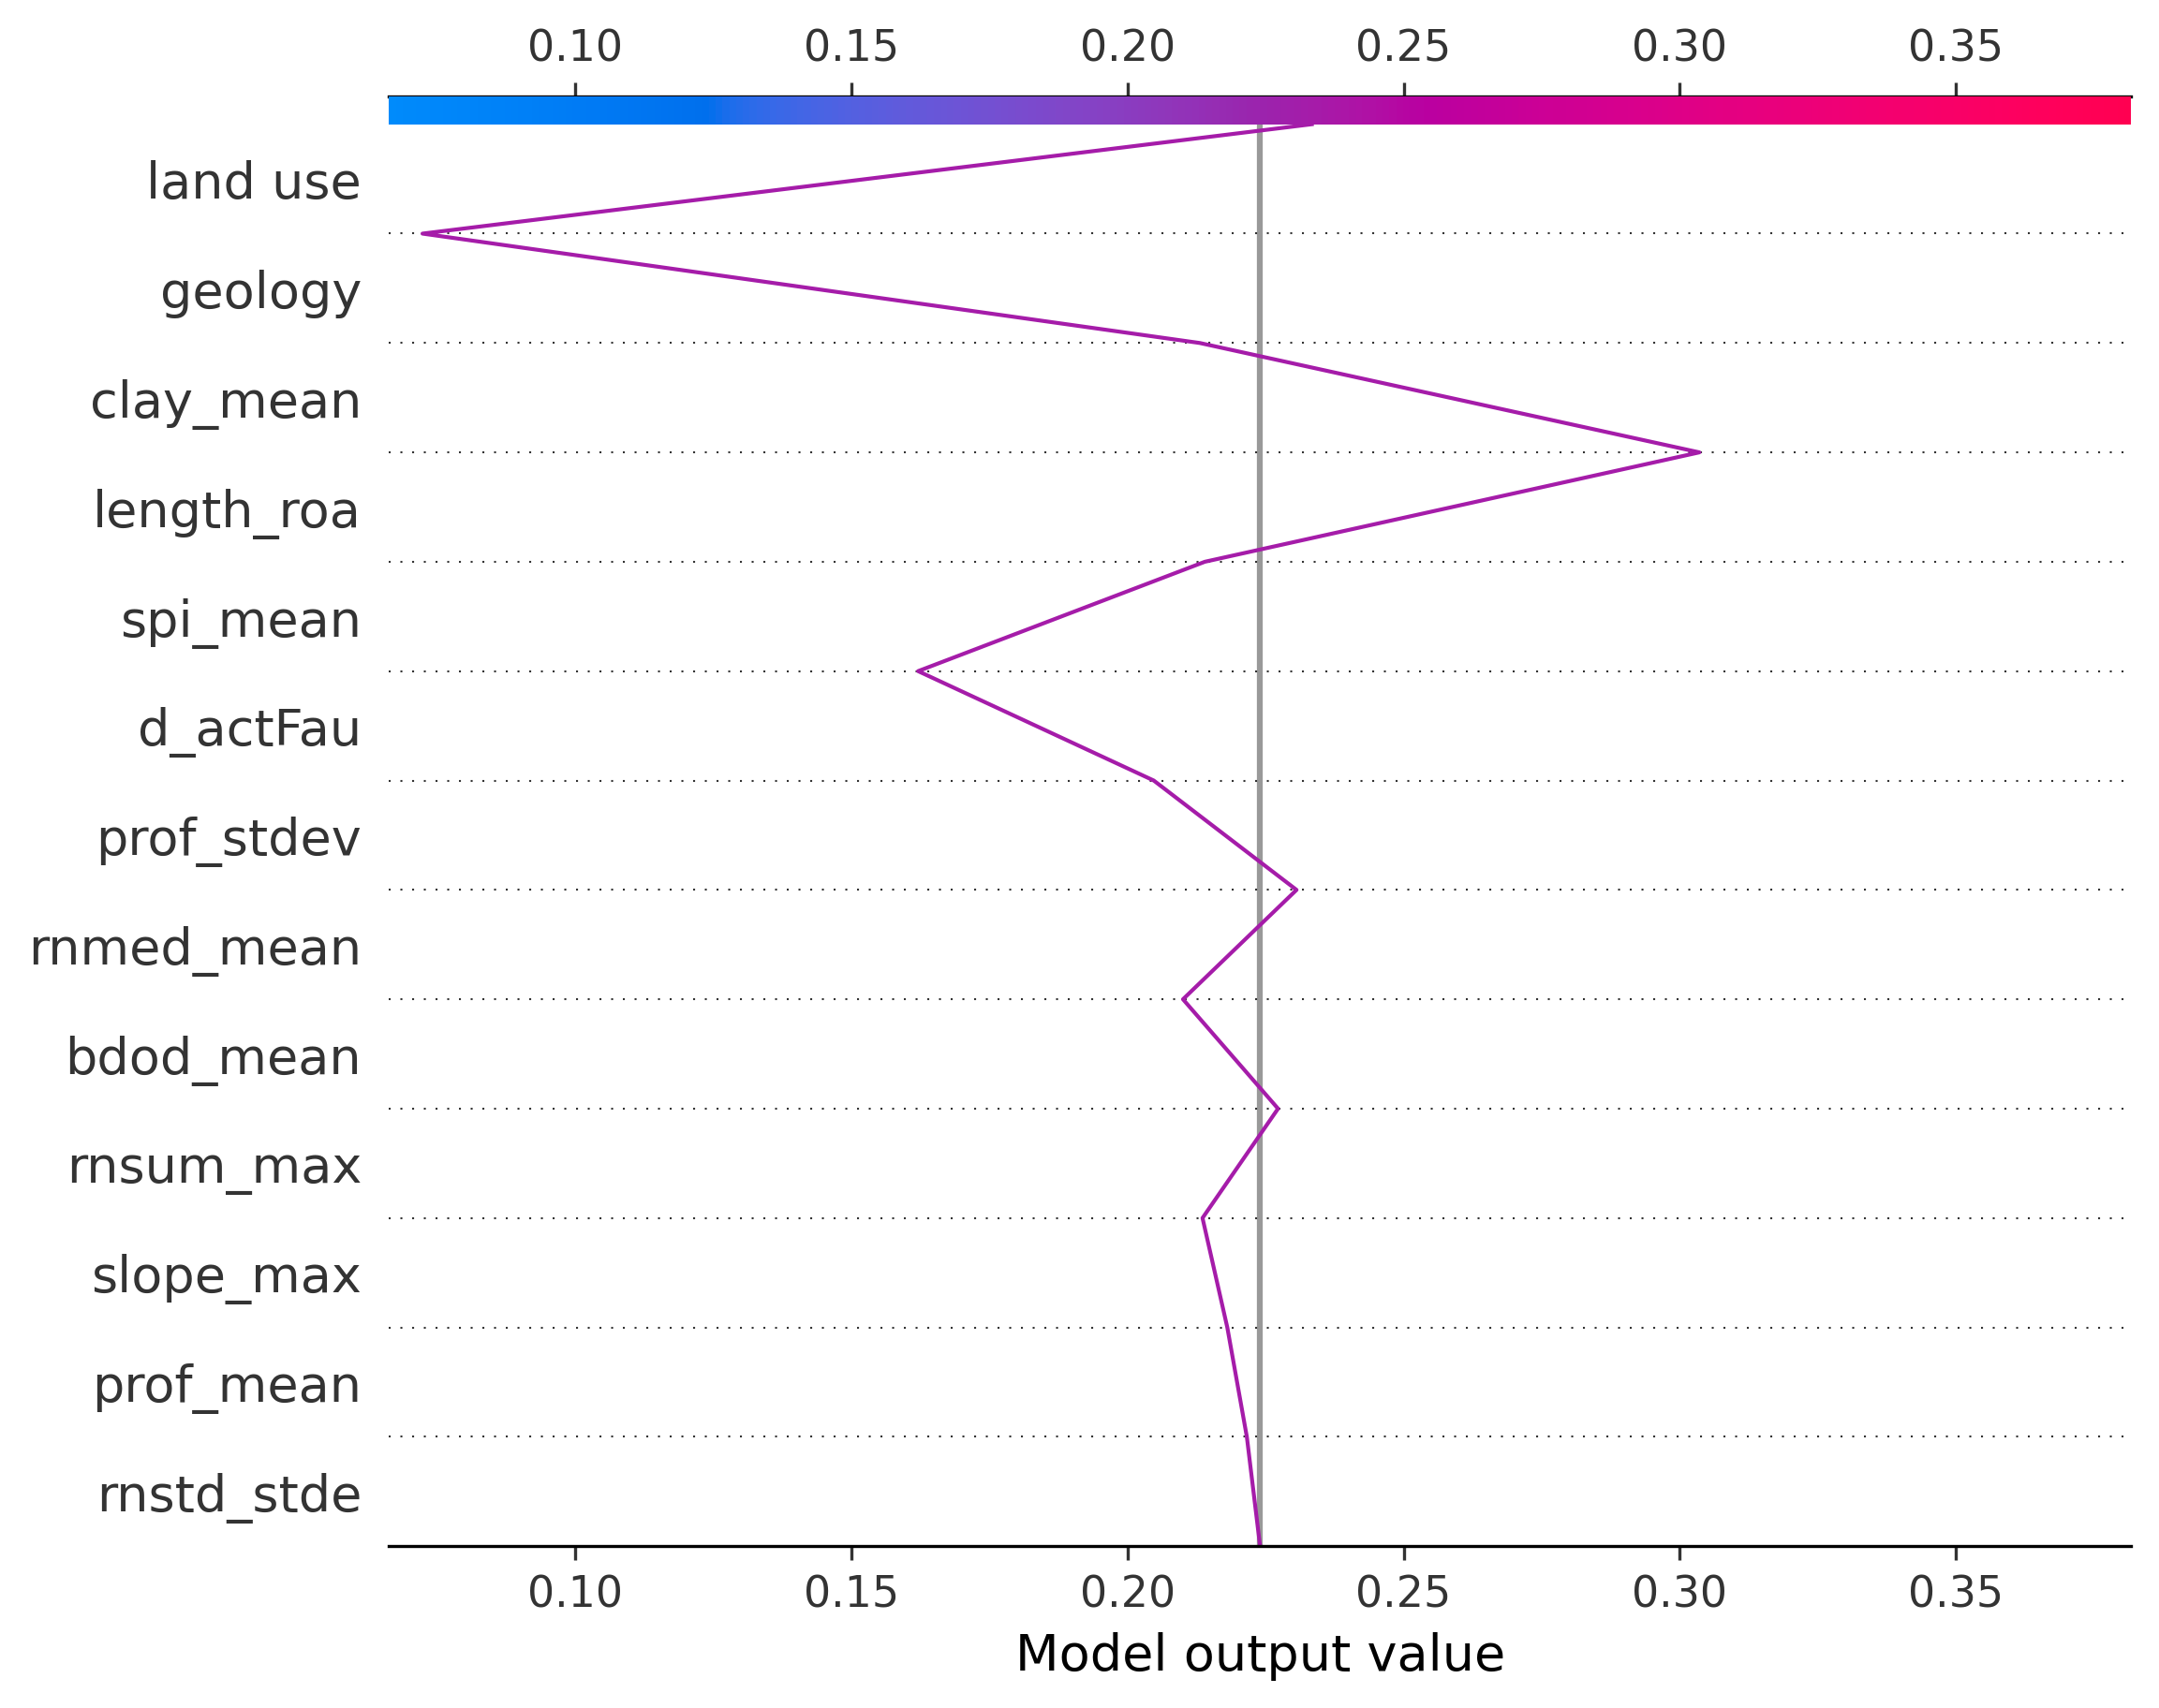 0.10 0.15 0.20 0.25 0.30 0.35
land use
geology
clay_mean
length_roa
spi_mean
d_actFau
prof_stdev
rnmed_mean
bdod_mean
rnsum_max
slope_max
prof_mean
rnstd_stde
0.10 0.15 0.20 0.25 0.30 0.35
Model output value